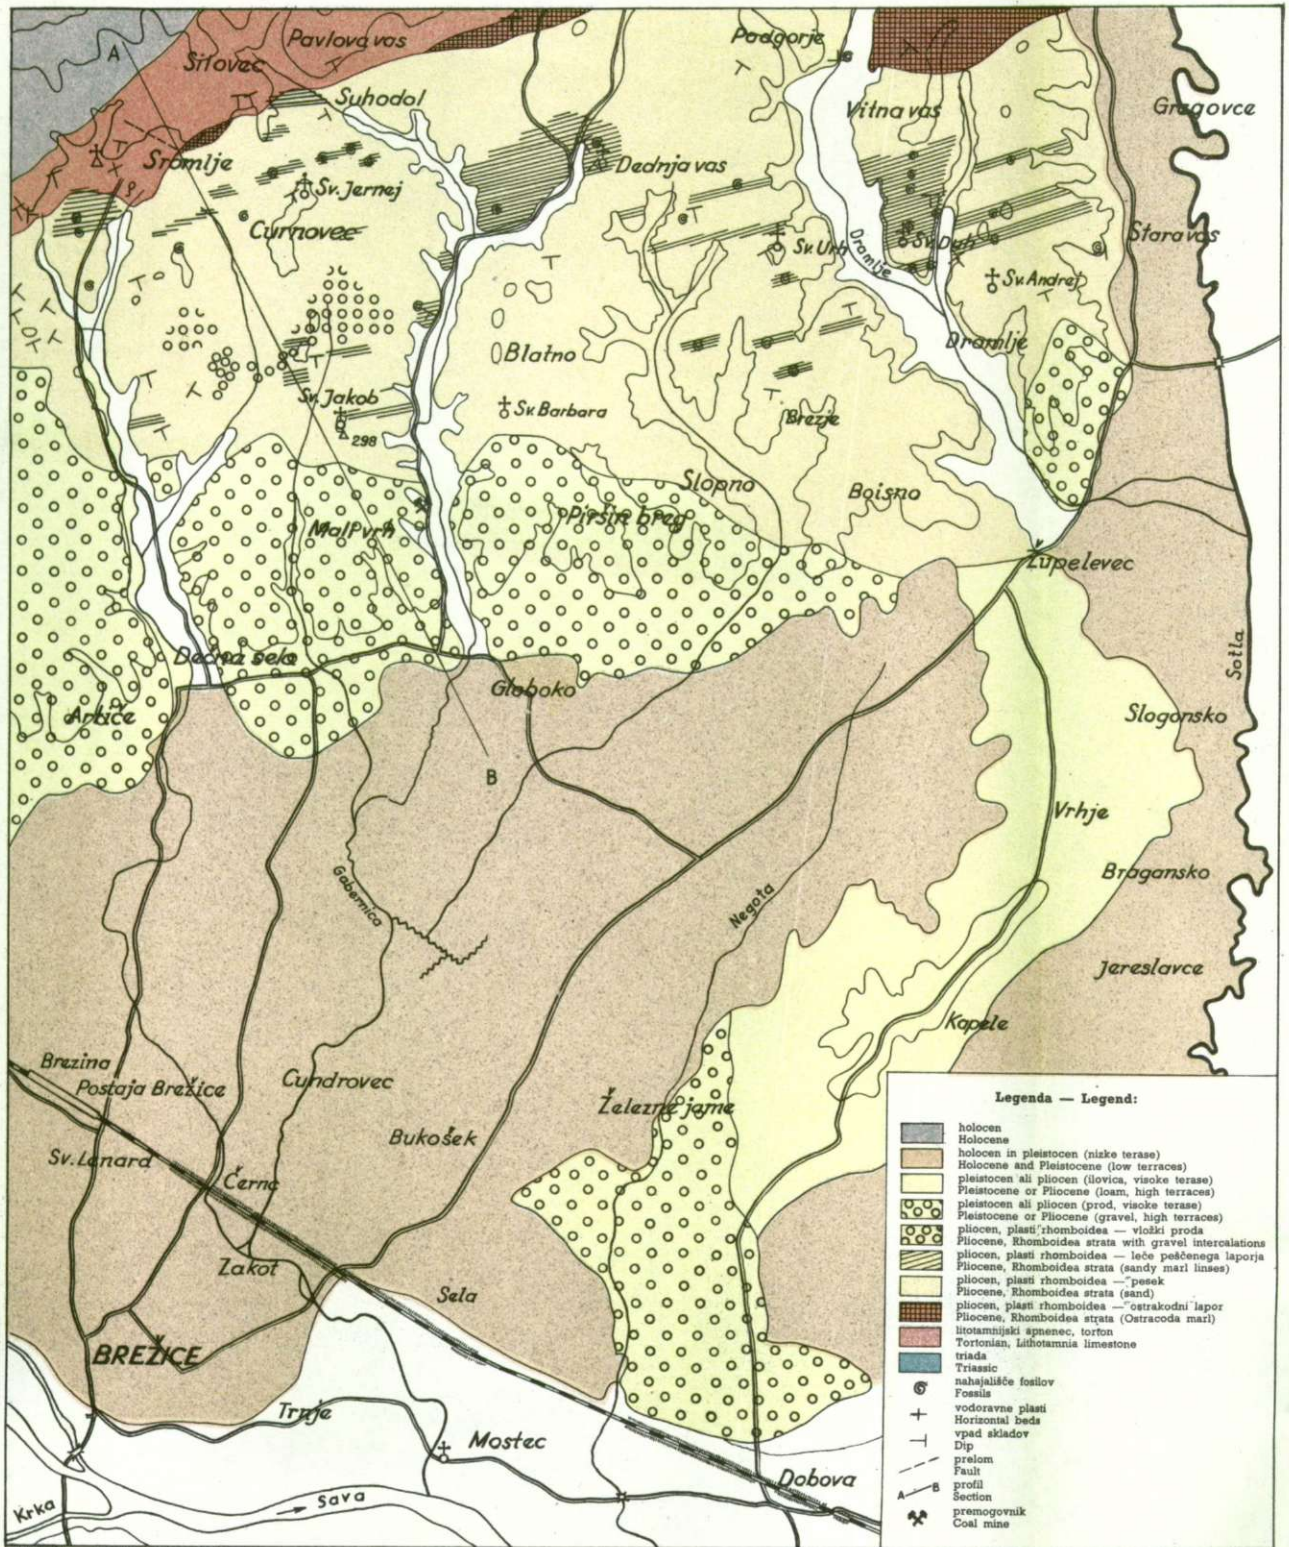 A
Pavlova vas
Podgorje
Silovec
Suhodol
Vitna vas
Gregovce
Sromlje
Dednja vas
Sv. Jernej
Curnovec
Sv. Urh
Dramlje
Sv. Duh
Stara vas
Sv. Andrej
Dramlje
Blatno
Sv. Jakob
298
Sv. Barbara
Brezje
Slopno
Boisno
Mali vrh
Piršin breg
Župelevec
Sotla
Dečna sela
Globoko
Artiče
Slogonsko
B
Vrhje
Gabernica
Bragansko
Negota
Jereslavce
Kapele
Brezina
Postaja Brežice
Cundrovec
Železne jame
Bukošek
Sv. Lenard
Černc
Zakot
Sela
BREŽICE
Trnje
Mostec
Dobova
Krka
Sava
Legenda — Legend:
holocen
Holocene
holocen in pleistocen (nizke terase)
Holocene and Pleistocene (low terraces)
pleistocen ali pliocen (ilovica, visoke terase)
Pleistocene or Pliocene (loam, high terraces)
pleistocen ali pliocen (prod, visoke terase)
Pleistocene or Pliocene (gravel, high terraces)
pliocen, plasti rhomboidea — vložki proda
Pliocene, Rhomboidea strata with gravel intercalations
pliocen, plasti rhomboidea — leče peščenega laporja
Pliocene, Rhomboidea strata (sandy marl linses)
pliocen, plasti rhomboidea — pesek
Pliocene, Rhomboidea strata (sand)
pliocen, plasti rhomboidea — ostrakodni lapor
Pliocene, Rhomboidea strata (Ostracoda marl)
litotamnijski apnenec, torton
Tortonian, Lithotamnia limestone
triada
Triassic
nahajališče fosilov
Fossils
vodoravne plasti
Horizontal beds
vpad skladov
Dip
prelom
Fault
A B profil
Section
premogovnik
Coal mine